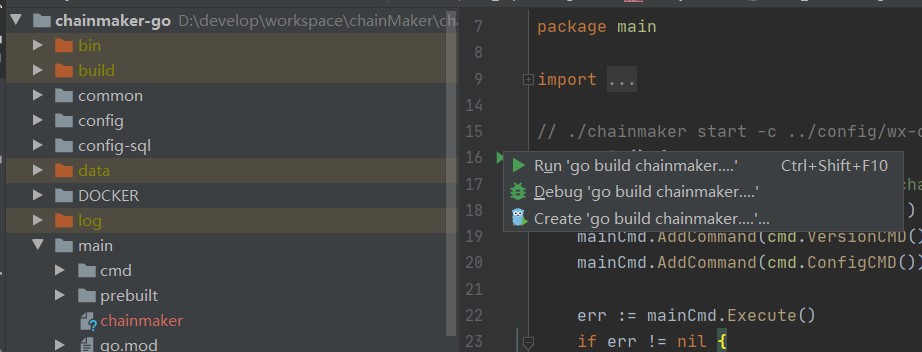 chainmaker-go D:\develop\workspace\chainMaker\cha
bin
build
common
config
config-sql
data
DOCKER
log
main
cmd
prebuilt
chainmaker
go.mod
7 package main
8
9 import ...
14
15 // ./chainmaker start -c ../config/wx-o
16
Run 'go build chainmaker....' Ctrl+Shift+F10
17
Debug 'go build chainmaker....'
18 )
Create 'go build chainmaker....'...
19 mainCmd.AddCommand(cmd.VersionCMD()
20 mainCmd.AddCommand(cmd.ConfigCMD())
21
22 err := mainCmd.Execute()
23 if err != nil {